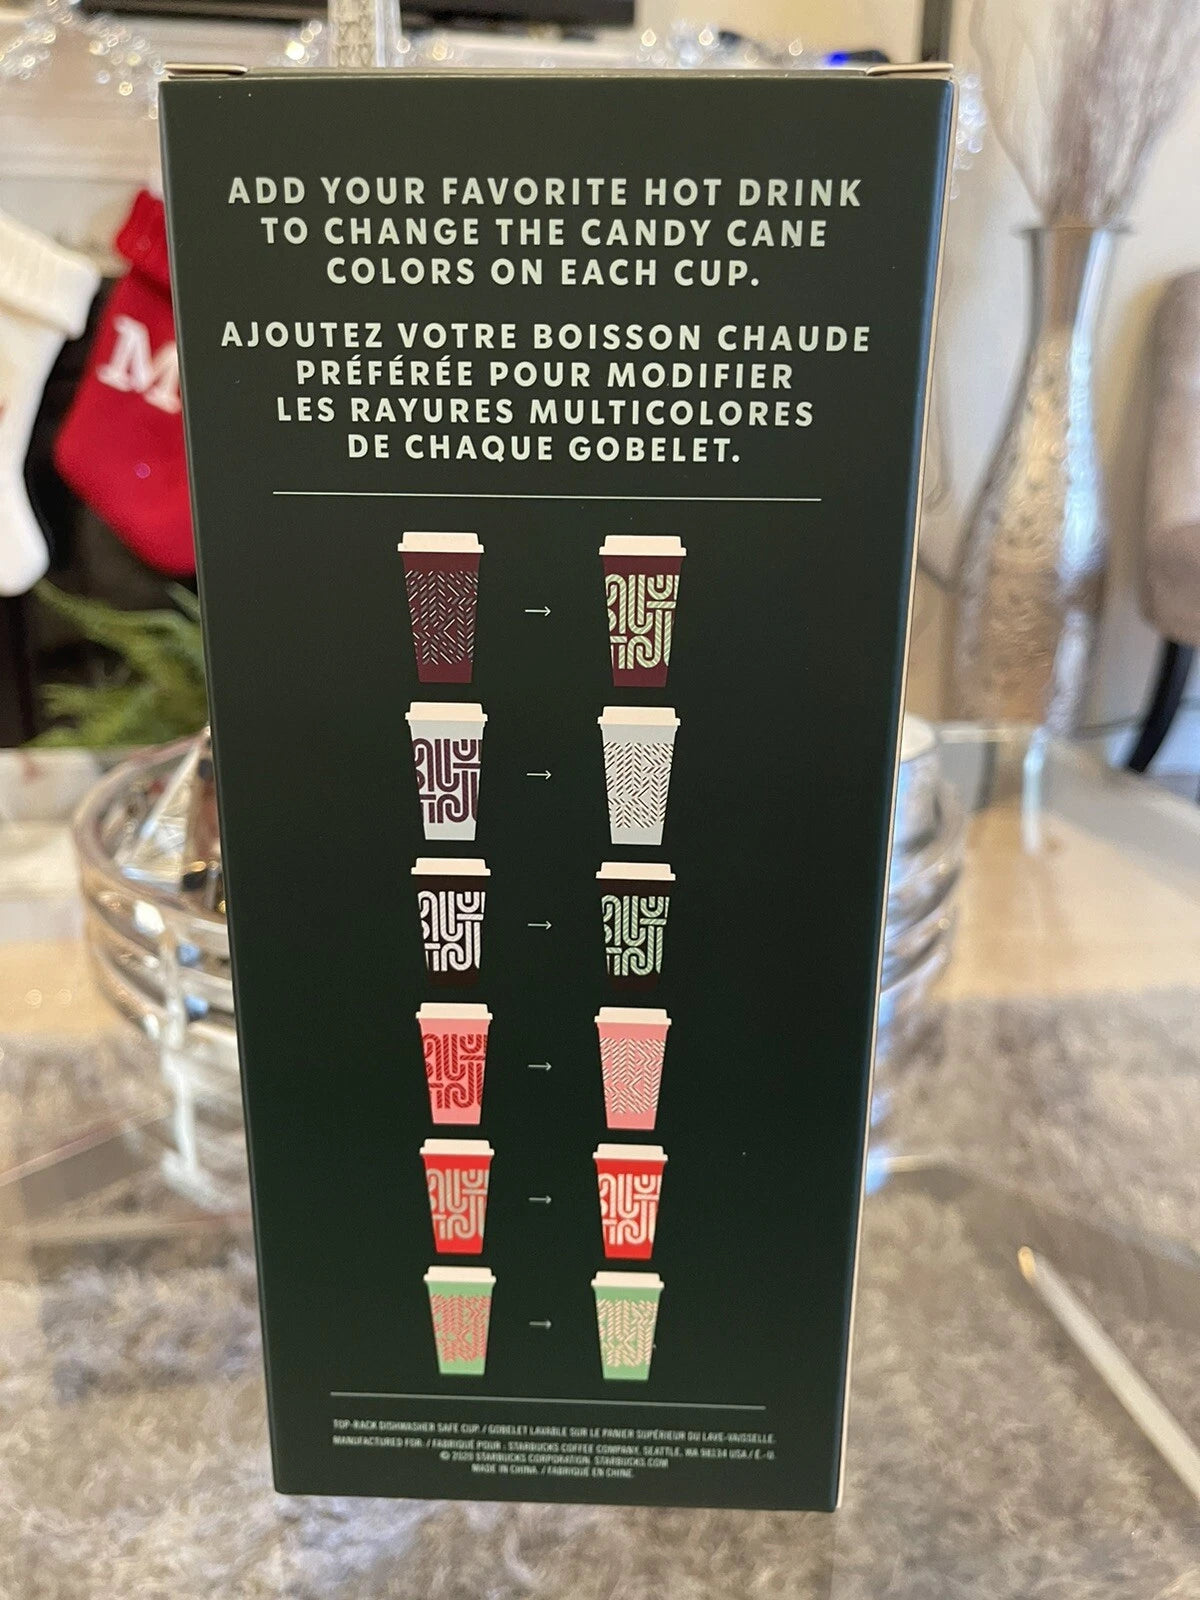 ADD YOUR FAVORITE HOT DRINK
TO CHANGE THE CANDY CANE
COLORS ON EACH CUP.
AJOUTEZ VOTRE BOISSON CHAUDE
PRÉFÉRÉE POUR MODIFIER
LES RAYURES MULTICOLORES
DE CHAQUE GOBELET.
M
TOP-RACK DISHWASHER SAFE CUP. / GOBELET LAVABLE SUR LE PANIER SUPÉRIEUR DU LAVE-VAISSELLE.
MANUFACTURED FOR: / FABRIQUÉ POUR : STARBUCKS COFFEE COMPANY, SEATTLE, WA 98134 USA / É.-U.
© 2020 STARBUCKS CORPORATION. STARBUCKS.COM
MADE IN CHINA. / FABRIQUÉ EN CHINE.